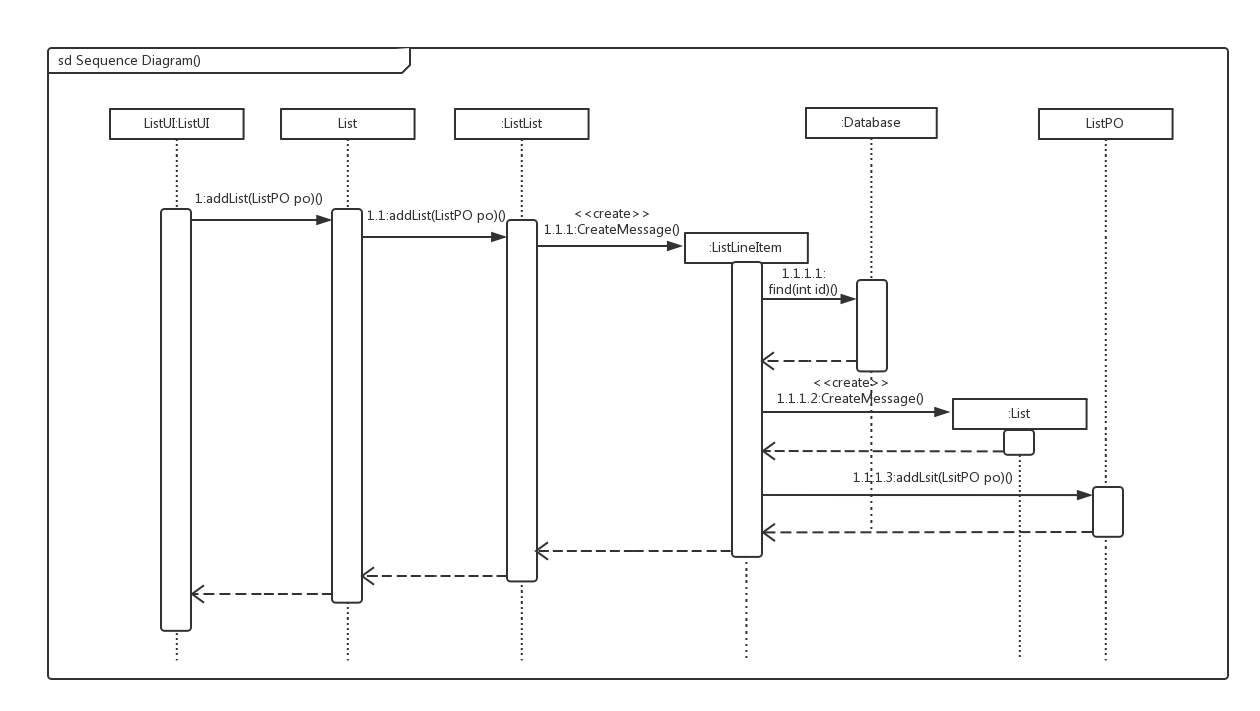 sd Sequence Diagram()
ListUI:ListUI
List
:ListList
:Database
ListPO
1:addList(ListPO po)()
1.1:addList(ListPO po)()
<<create>>
1.1.1:CreateMessage()
:ListLineItem
1.1.1.1:
find(int id)()
<<create>>
1.1.1.2:CreateMessage()
:List
1.1.1.3:addLsit(LsitPO po)()